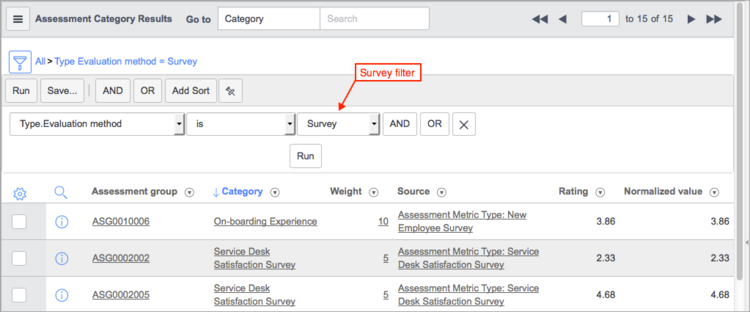 Assessment Category Results Go to Category Search 1 to 15 of 15
All > Type Evaluation method = Survey
Survey filter
Run Save... AND OR Add Sort
Type.Evaluation method is Survey AND OR
Run
Assessment group Category Weight Source Rating Normalized value
ASG0010006 On-boarding Experience 10 Assessment Metric Type: New 3.86 3.86
Employee Survey
ASG0002002 Service Desk 5 Assessment Metric Type: Service 2.33 2.33
Satisfaction Survey Desk Satisfaction Survey
ASG0002005 Service Desk 5 Assessment Metric Type: Service 4.68 4.68
Satisfaction Survey Desk Satisfaction Survey